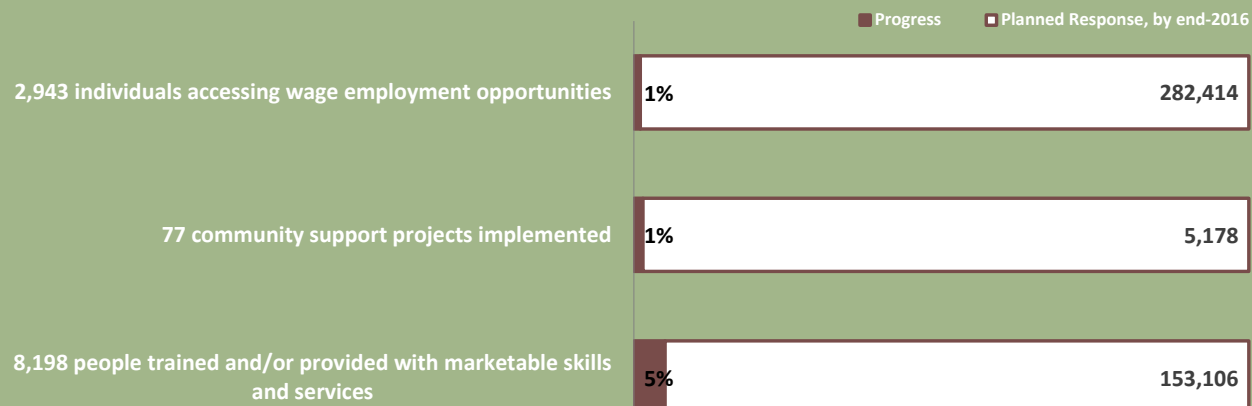 Progress Planned Response, by end-2016
2,943 individuals accessing wage employment opportunities 1% 282,414
77 community support projects implemented 1% 5,178
8,198 people trained and/or provided with marketable skills
and services 5% 153,106